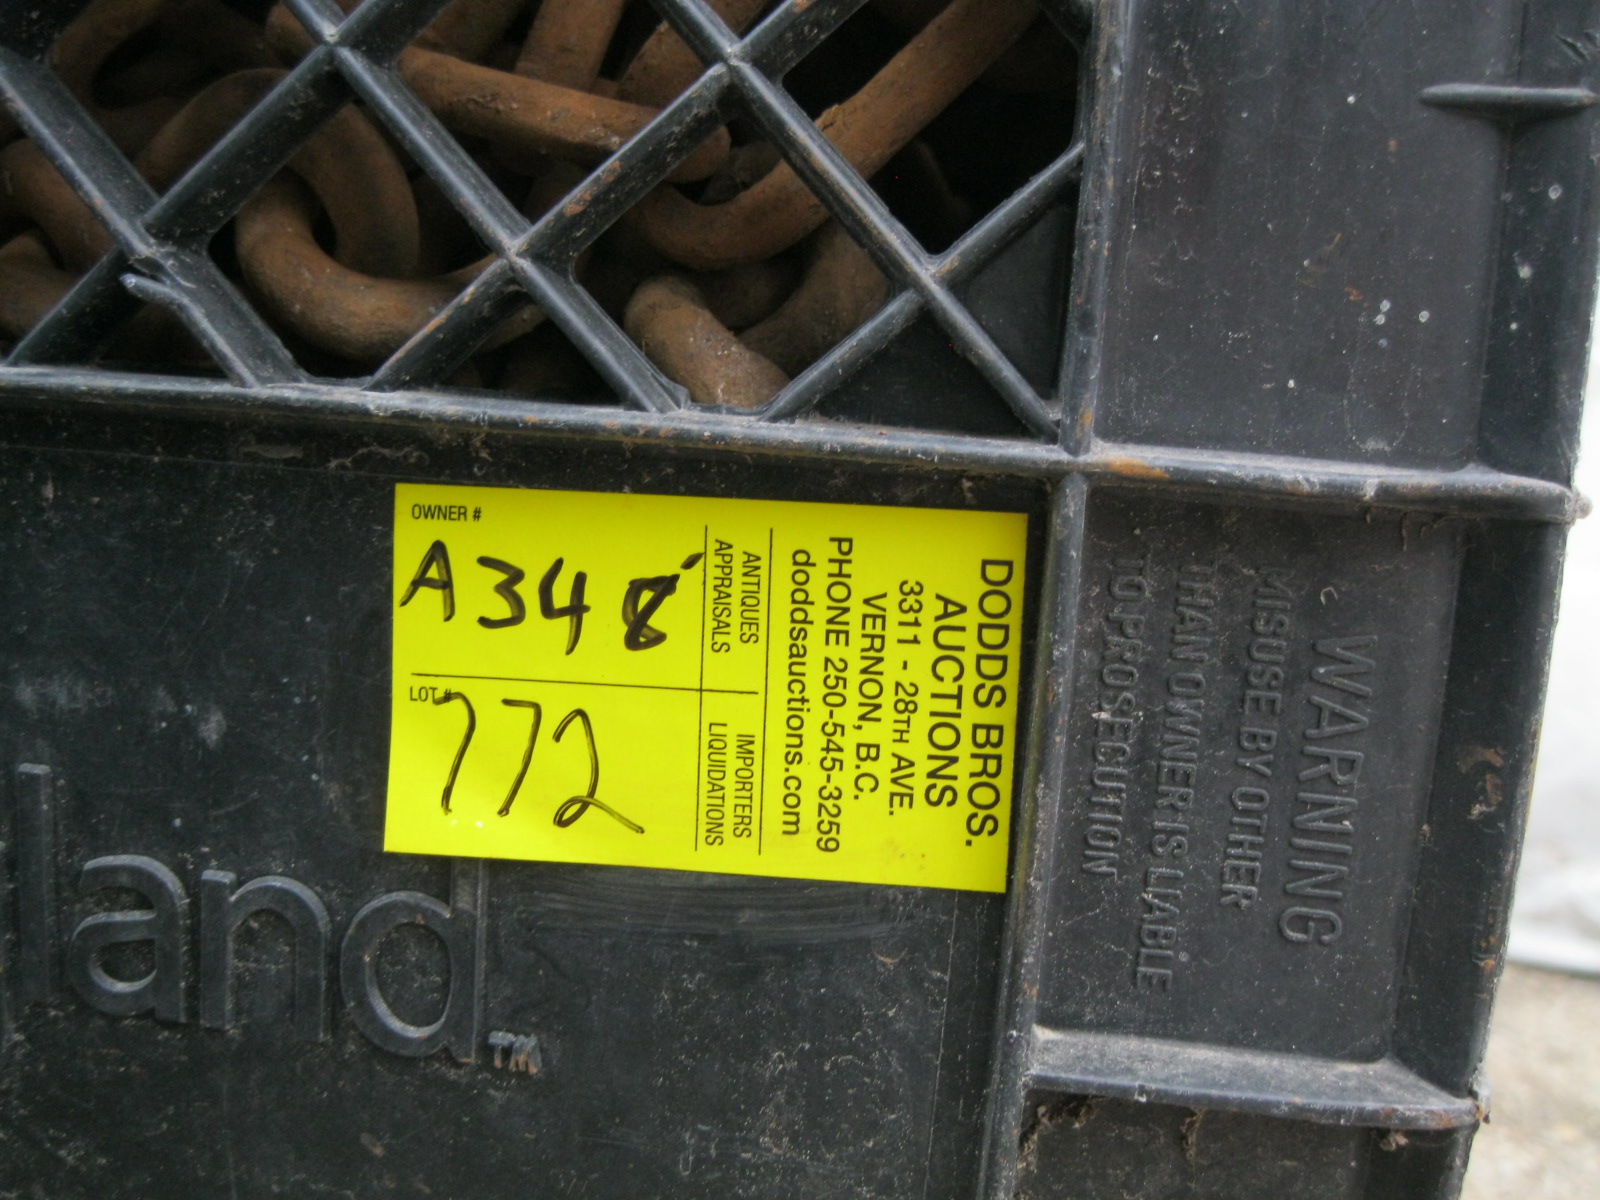 OWNER #
A348
LOT #
772
ANTIQUES
APPRAISALS
IMPORTERS
LIQUIDATIONS
DODDS BROS.
AUCTIONS
3311 - 28TH AVE.
VERNON, B.C.
PHONE 250-545-3259
doddsauctions.com
WARNING
MISUSE BY OTHER
THAN OWNER IS LIABLE
TO PROSECUTION
land™